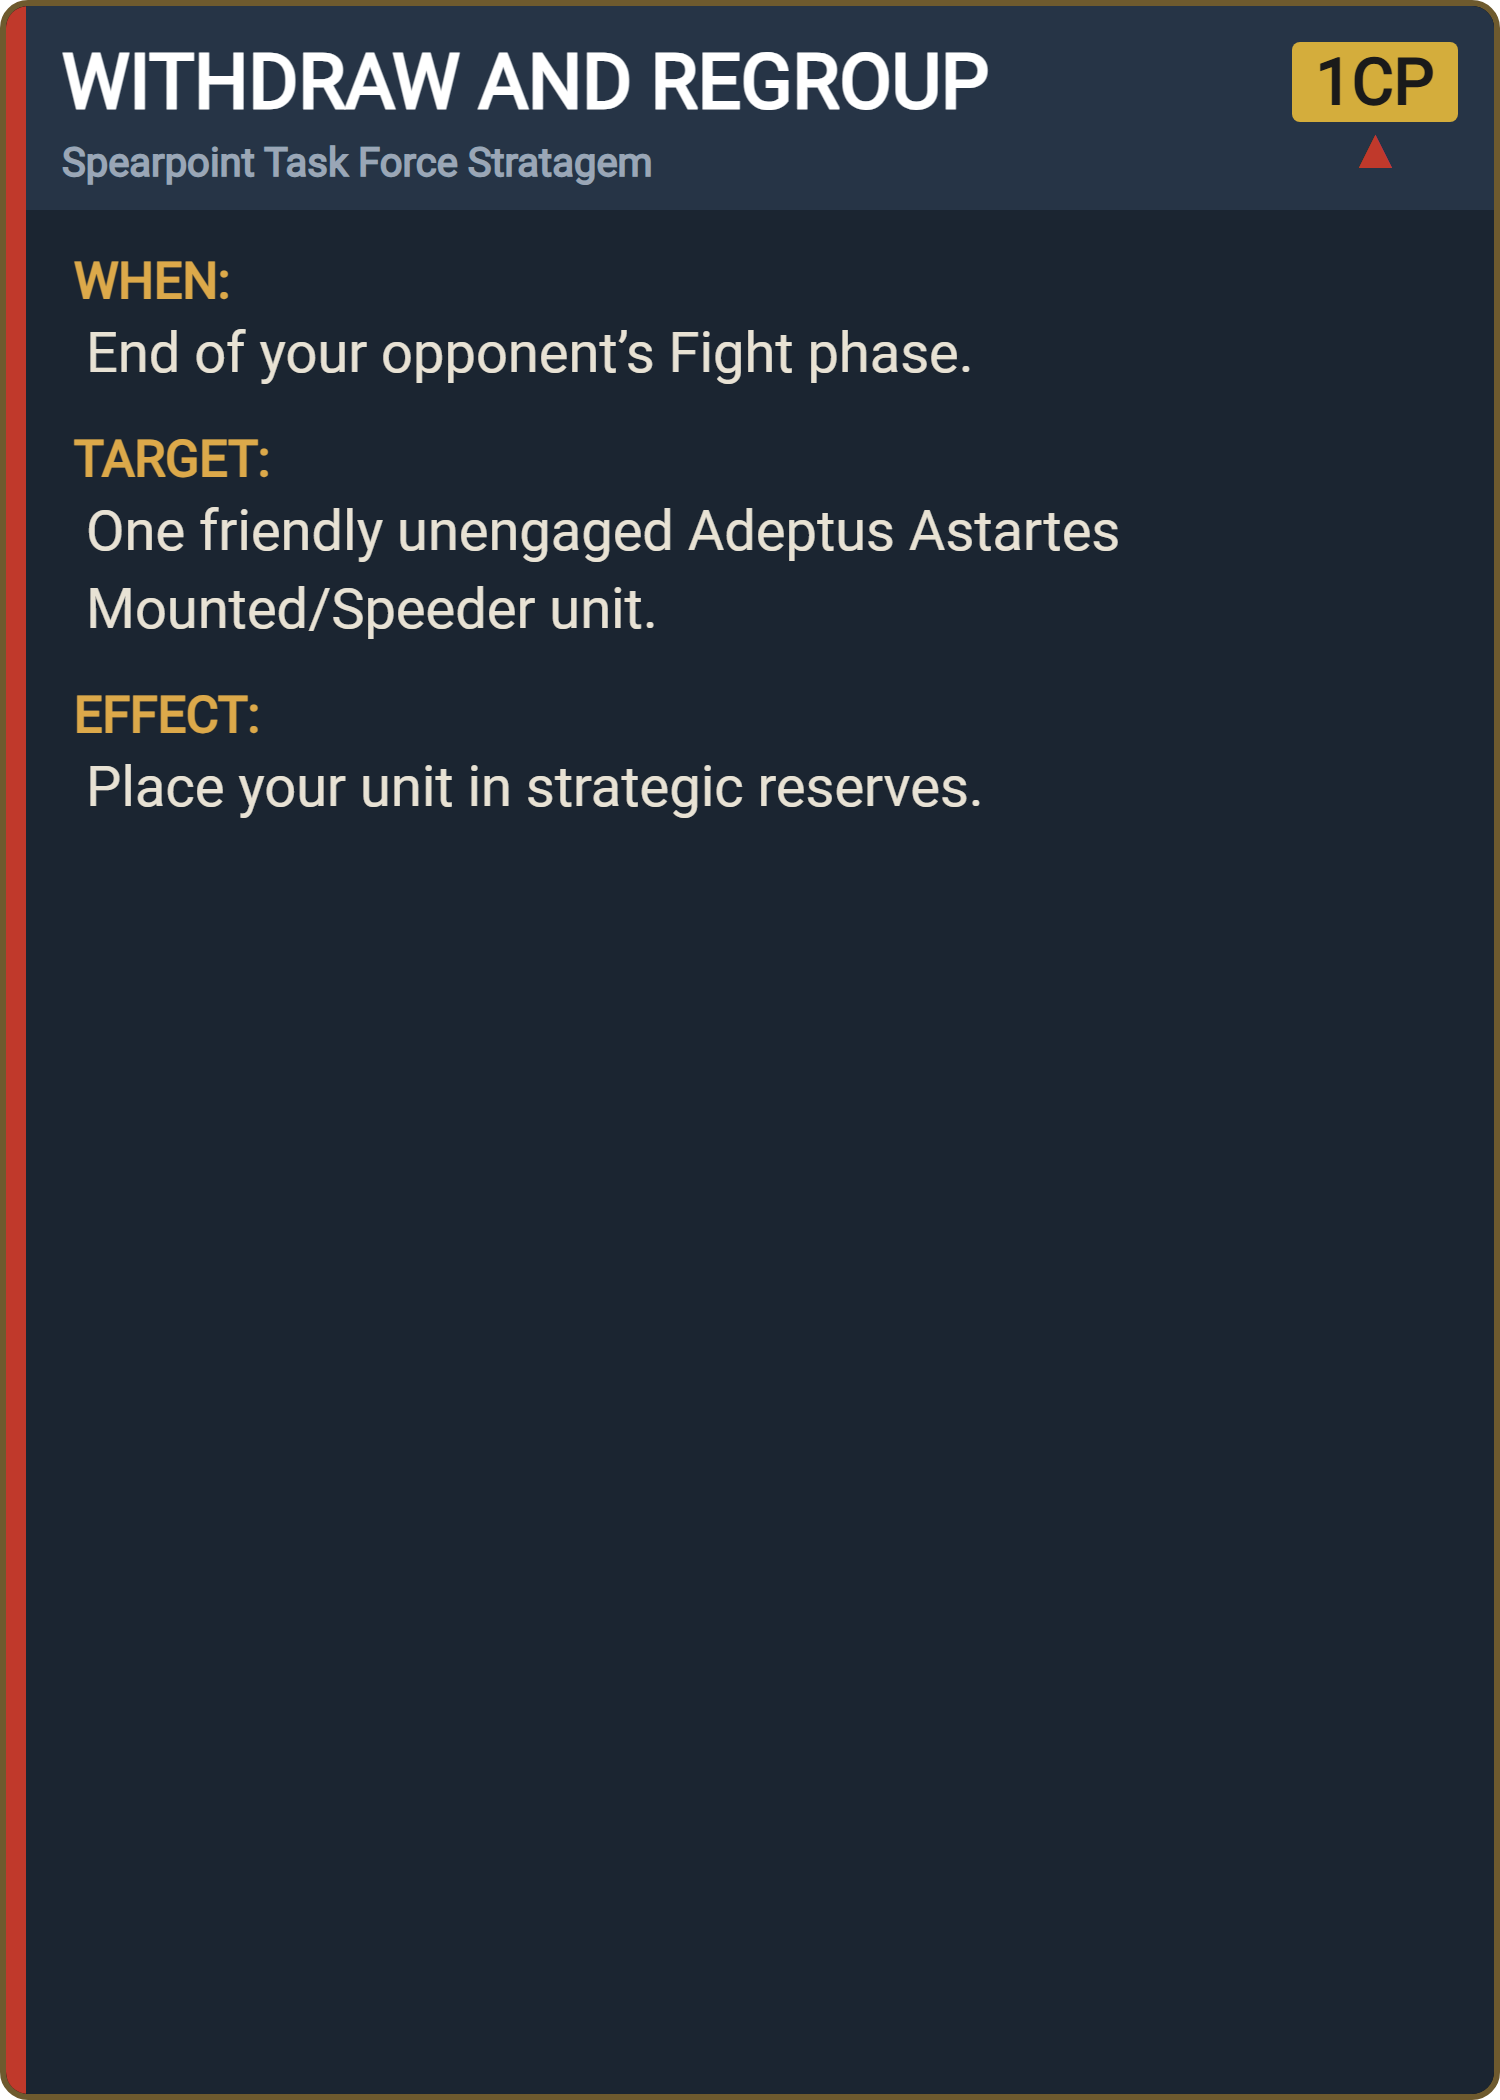 WITHDRAW AND REGROUP
1CP
Spearpoint Task Force Stratagem
WHEN:
End of your opponent’s Fight phase.
TARGET:
One friendly unengaged Adeptus Astartes
Mounted/Speeder unit.
EFFECT:
Place your unit in strategic reserves.